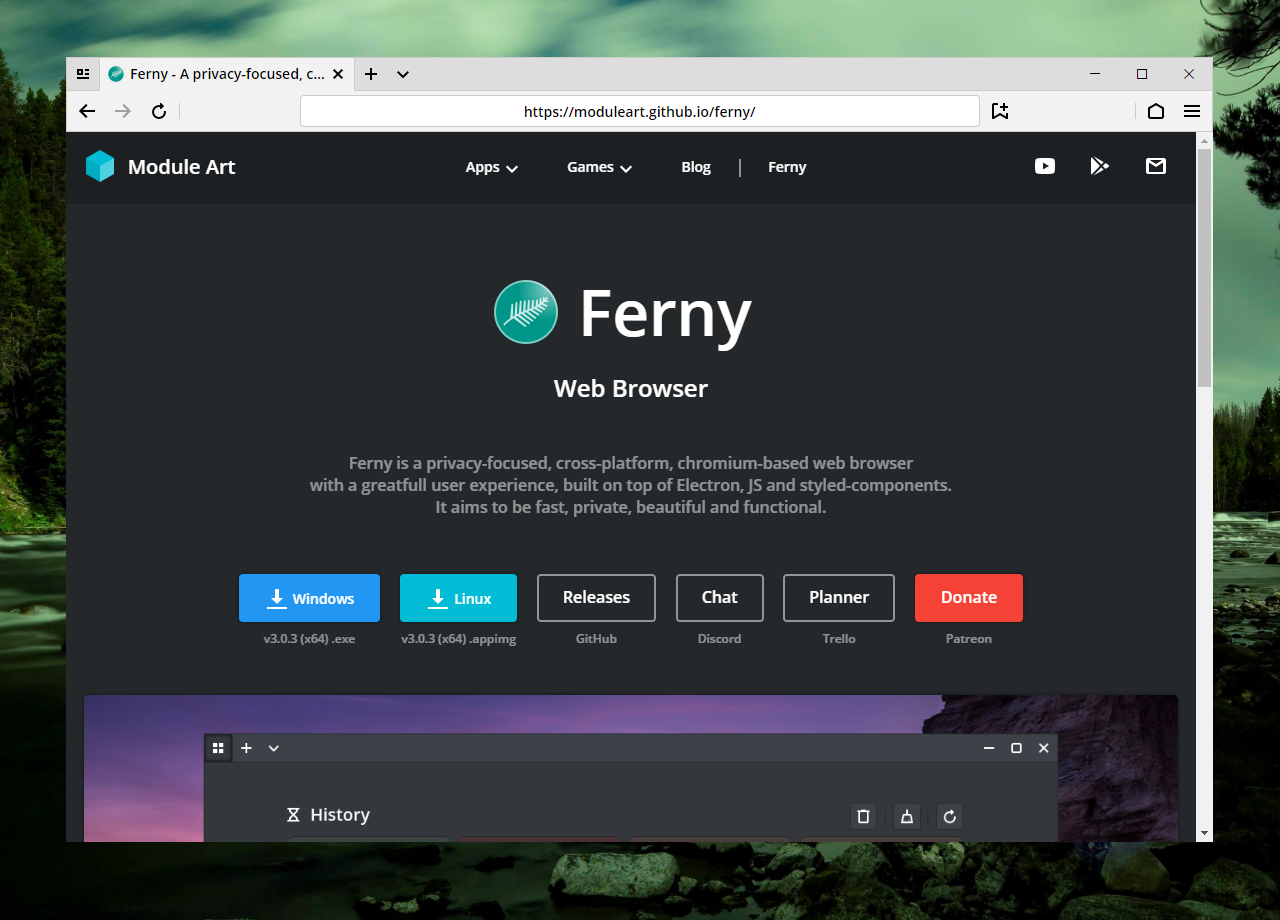 Ferny - A privacy-focused, c...
https://moduleart.github.io/ferny/
Module Art
Apps
Games
Blog
Ferny
Ferny
Web Browser
Ferny is a privacy-focused, cross-platform, chromium-based web browser
with a greatfull user experience, built on top of Electron, JS and styled-components.
It aims to be fast, private, beautiful and functional.
Windows
Linux
Releases
Chat
Planner
Donate
v3.0.3 (x64) .exe
v3.0.3 (x64) .appimg
GitHub
Discord
Trello
Patreon
History